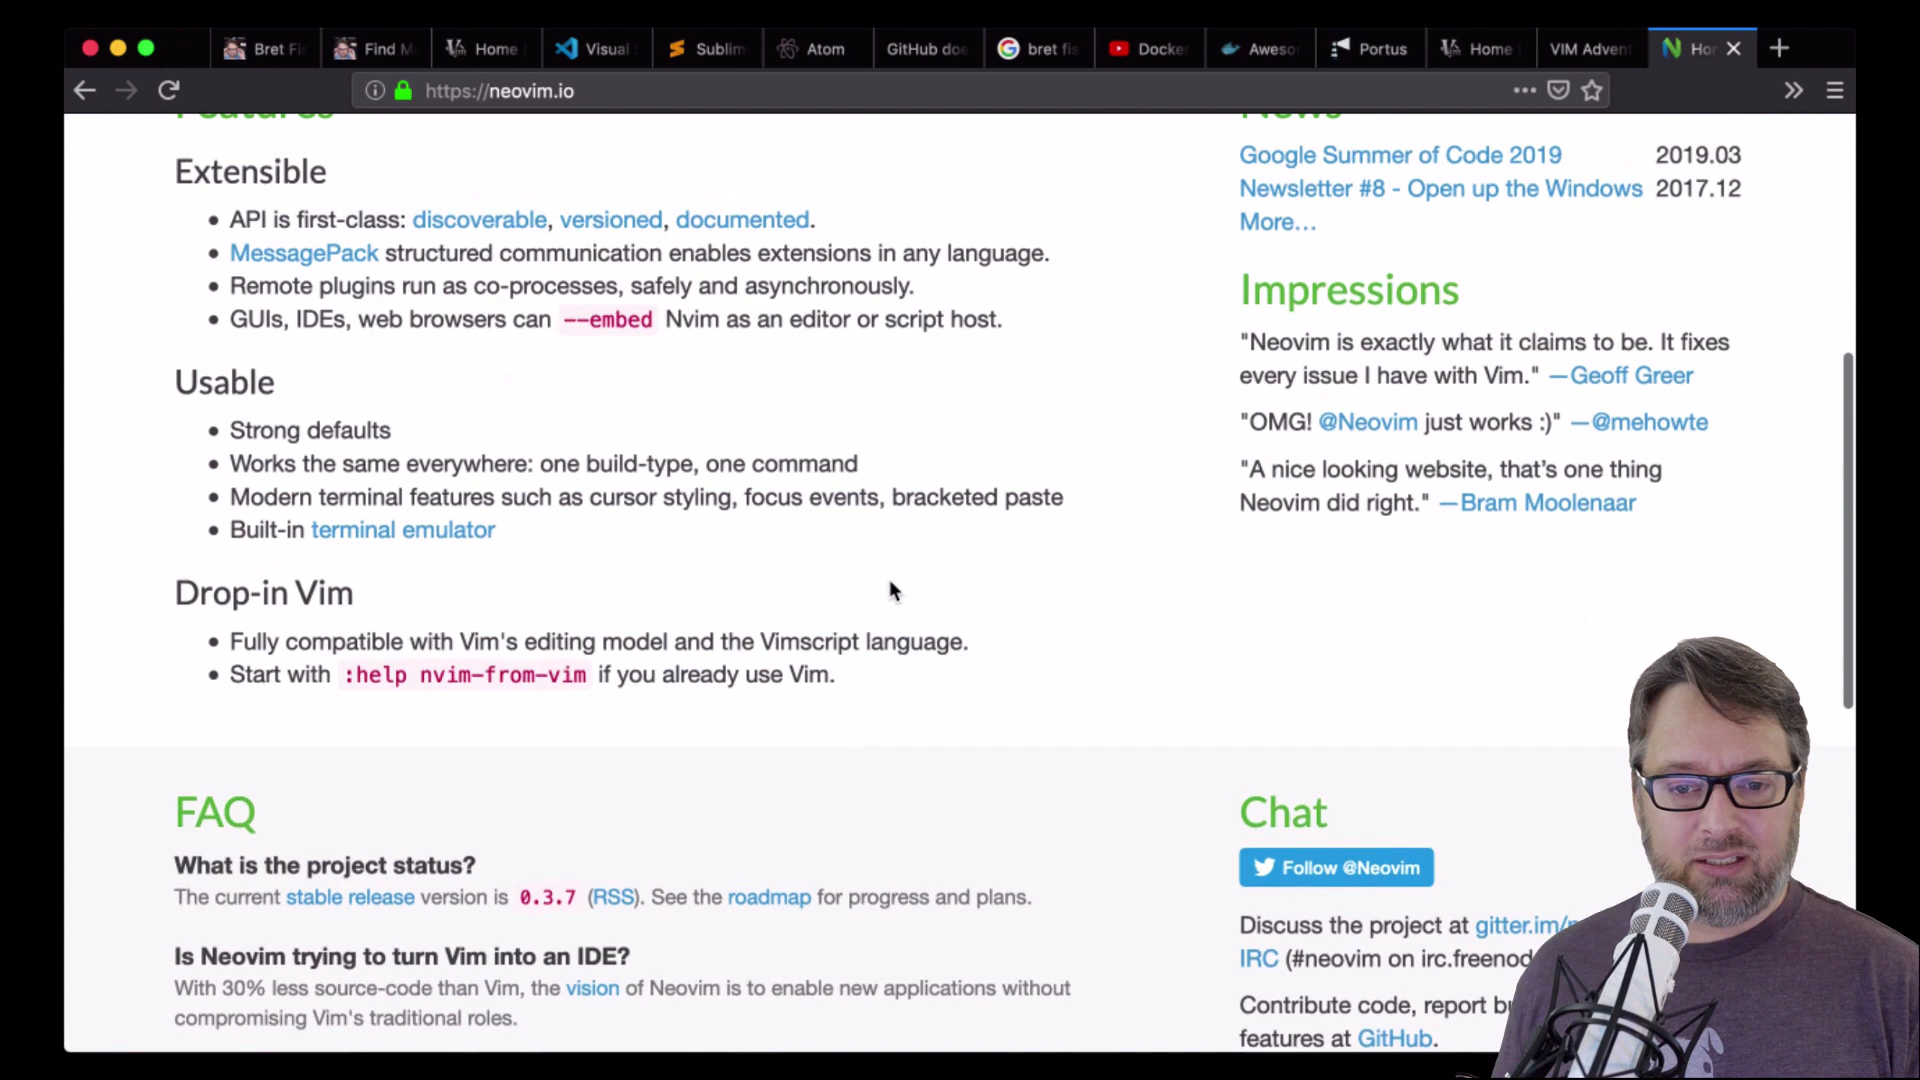 Bret Fi
Find M
Home
Visual
Sublim
Atom
GitHub do
bret fis
Docke
Aweso
Portus
Home
VIM Adven
Ho
https://neovim.io
Features
News
Extensible
Google Summer of Code 2019 2019.03
API is first-class: discoverable, versioned, documented.
Newsletter #8 - Open up the Windows 2017.12
More...
MessagePack structured communication enables extensions in any language.
Remote plugins run as co-processes, safely and asynchronously.
GUIs, IDEs, web browsers can --embed Nvim as an editor or script host.
Impressions
"Neovim is exactly what it claims to be. It fixes
every issue I have with Vim." —Geoff Greer
"OMG! @Neovim just works :)" —@mehowte
"A nice looking website, that’s one thing
Neovim did right." —Bram Moolenaar
Usable
Strong defaults
Works the same everywhere: one build-type, one command
Modern terminal features such as cursor styling, focus events, bracketed paste
Built-in terminal emulator
Drop-in Vim
Fully compatible with Vim's editing model and the Vimscript language.
Start with :help nvim-from-vim if you already use Vim.
FAQ
What is the project status?
The current stable release version is 0.3.7 (RSS). See the roadmap for progress and plans.
Is Neovim trying to turn Vim into an IDE?
With 30% less source-code than Vim, the vision of Neovim is to enable new applications without
compromising Vim's traditional roles.
Chat
Follow @Neovim
Discuss the project at gitter.im/
IRC (#neovim on irc.freenod
Contribute code, report bu
features at GitHub.